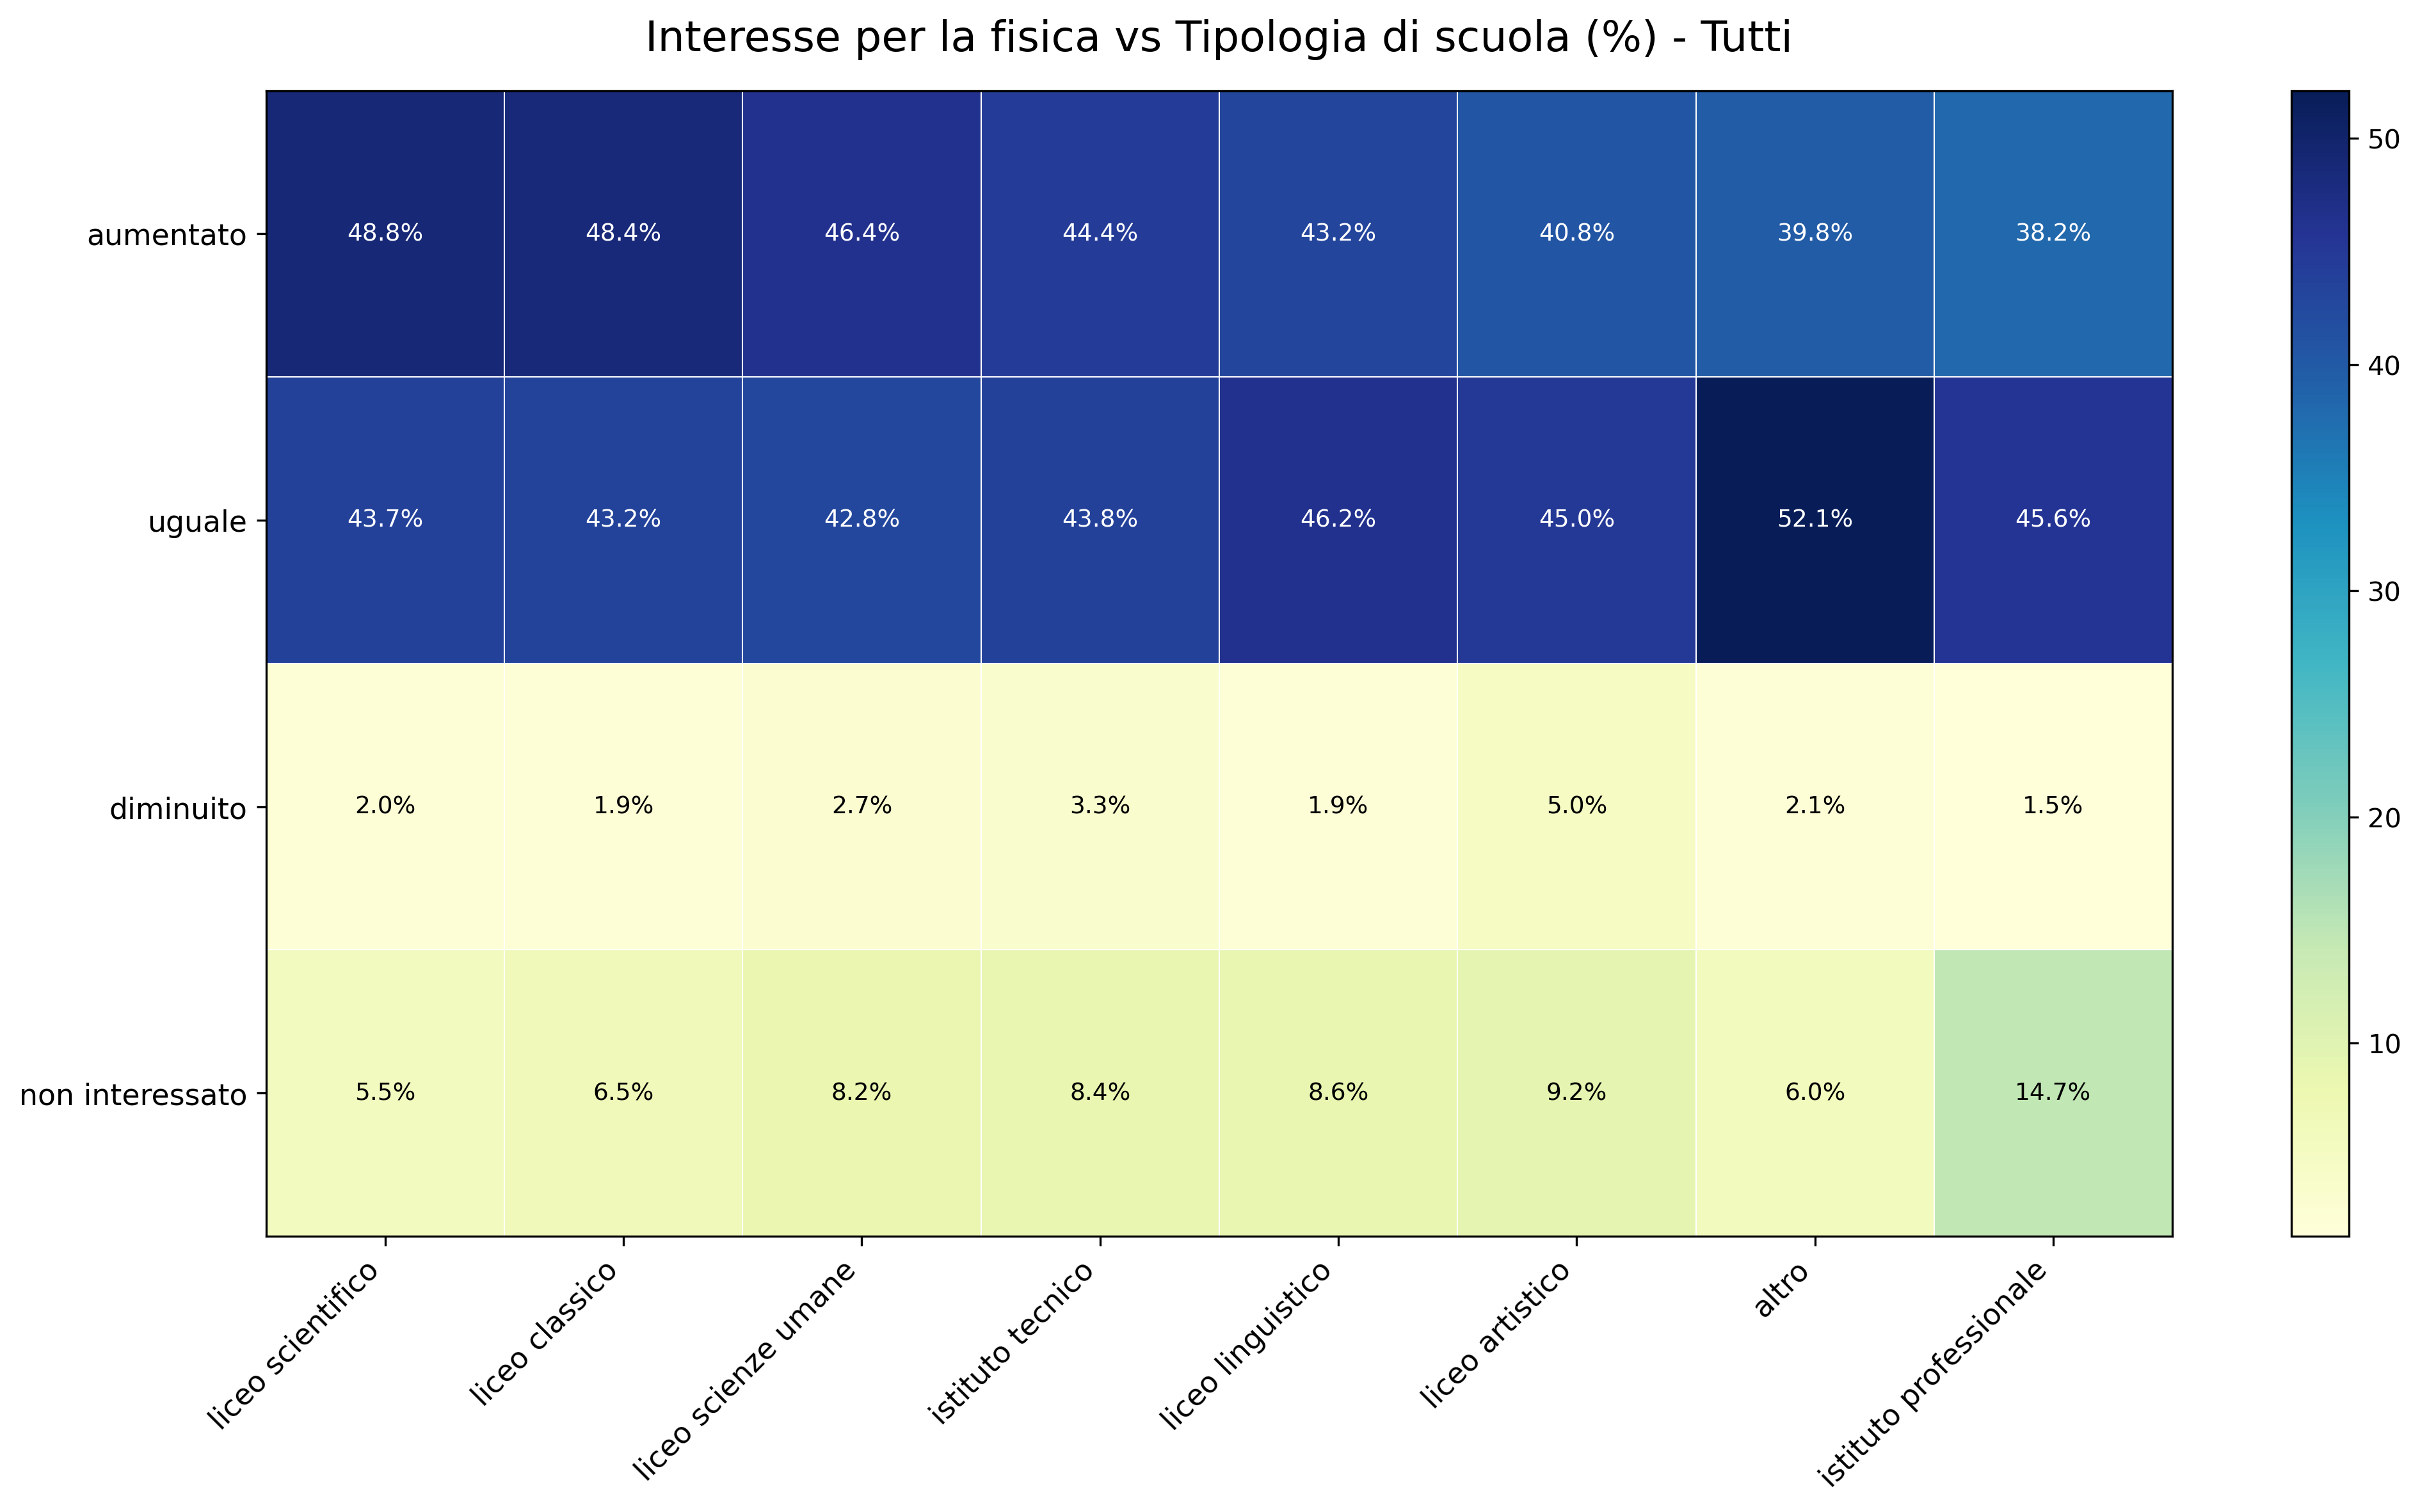 Interesse per la fisica vs Tipologia di scuola (%) - Tutti
aumentato 48.8% 48.4% 46.4% 44.4% 43.2% 40.8% 39.8% 38.2%
uguale 43.7% 43.2% 42.8% 43.8% 46.2% 45.0% 52.1% 45.6%
diminuito 2.0% 1.9% 2.7% 3.3% 1.9% 5.0% 2.1% 1.5%
non interessato 5.5% 6.5% 8.2% 8.4% 8.6% 9.2% 6.0% 14.7%
liceo scientifico
liceo classico
liceo scienze umane
istituto tecnico
liceo linguistico
liceo artistico
altro
istituto professionale
50
40
30
20
10